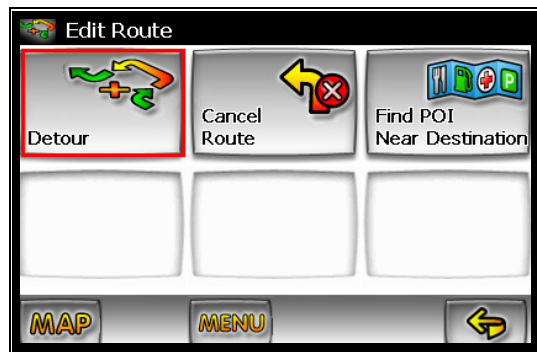 Edit Route
Detour
Cancel
Route
Find POI
Near Destination
P
MAP
MENU